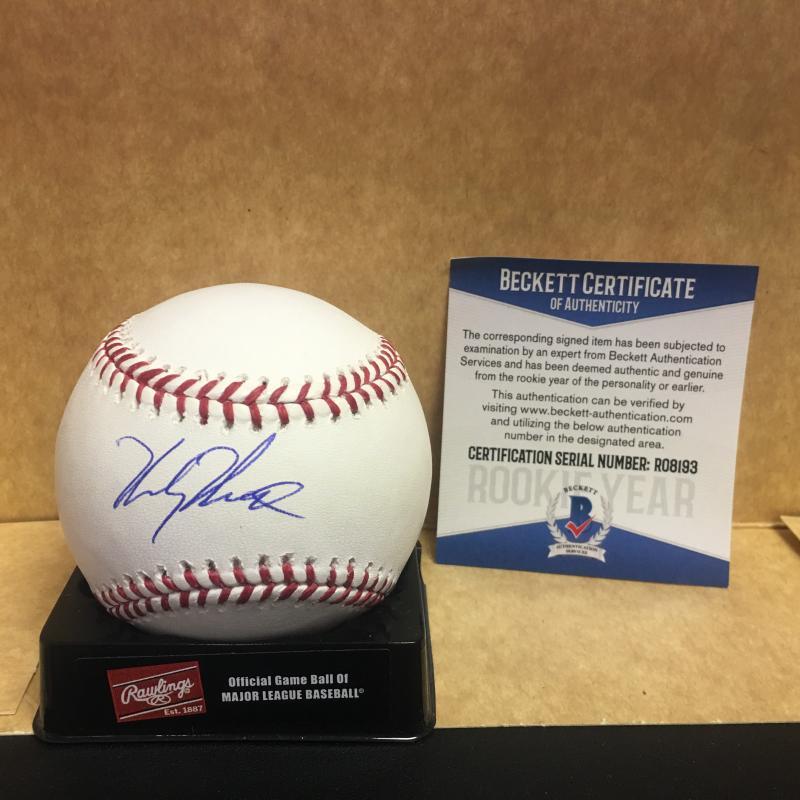 BECKETT CERTIFICATE
OF AUTHENTICITY
The corresponding signed item has been subjected to
examination by an expert from Beckett Authentication
Services and has been deemed authentic and genuine
from the rookie year of the personality or earlier.
This authentication can be verified by
visiting www.beckett-authentication.com
and utilizing the below authentication
number in the designated area.
CERTIFICATION SERIAL NUMBER: R08193
ROOKIE YEAR
BECKETT
B
AUTHENTICATION
SERVICES
Rawlings
Est. 1887
Official Game Ball Of
MAJOR LEAGUE BASEBALL®